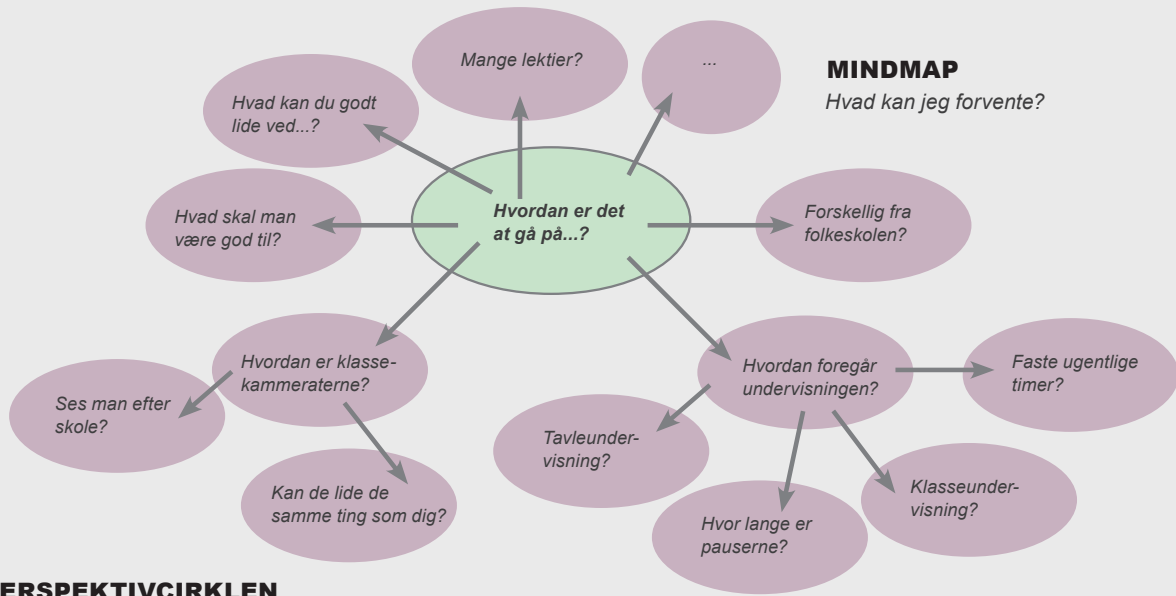 MINDMAP
Hvad kan jeg forvente?
Mange lektier?
...
Hvad kan du godt
lide ved...?
Hvordan er det
at gå på...?
Hvad skal man
være god til?
Forskellig fra
folkeskolen?
Hvordan er klasse-
kammeraterne?
Ses man efter
skole?
Kan de lide de
samme ting som dig?
Hvordan foregår
undervisningen?
Faste ugentlige
timer?
Tavleunder-
visning?
Hvor lange er
pauserne?
Klasseunder-
visning?
ERSPEKTIVCIRKLEN